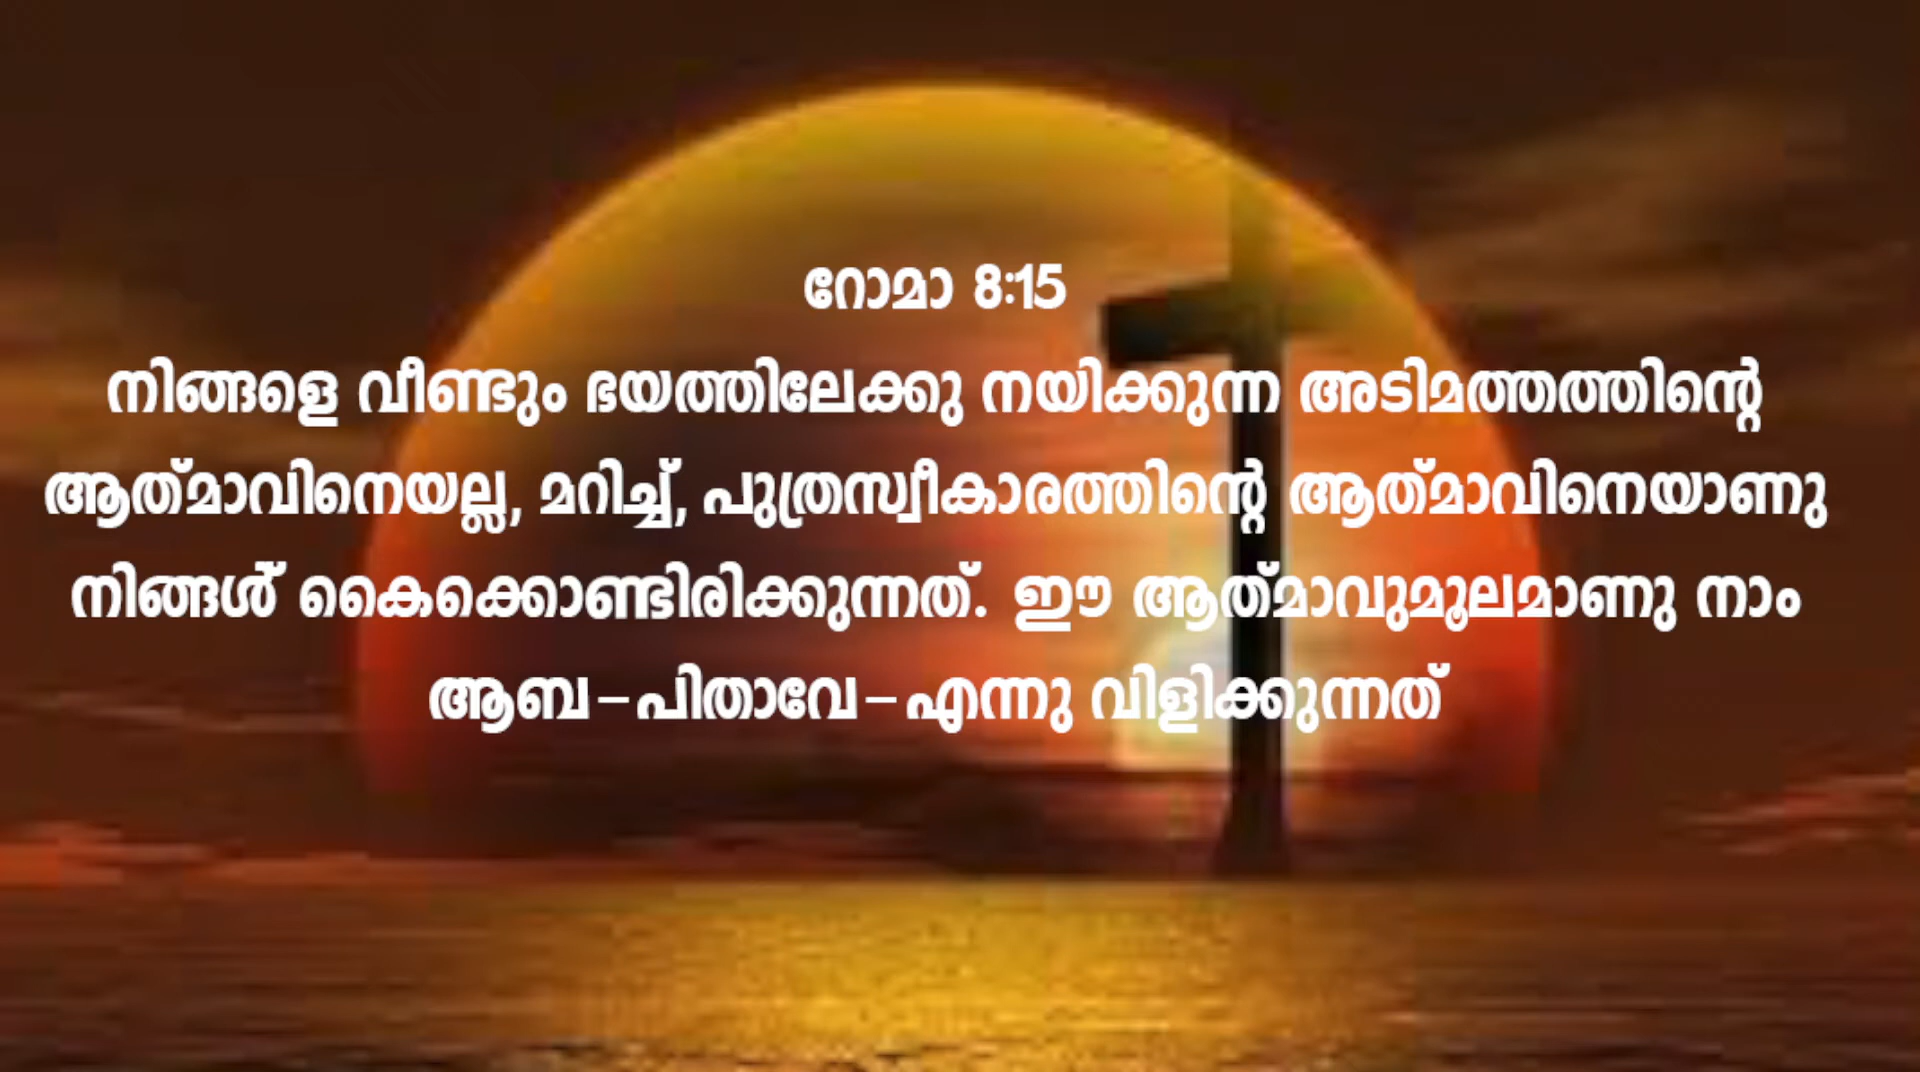 റോമാ 8:15
നിങ്ങളെ വീണ്ടും ഭയത്തിലേക്കു നയിക്കുന്ന അടിമത്തത്തിന്റെ
ആത്‌മാവിനെയല്ല, മറിച്ച്, പുത്രസ്വീകാരത്തിന്റെ ആത്‌മാവിനെയാണു
നിങ്ങൾ കൈക്കൊണ്ടിരിക്കുന്നത്. ഈ ആത്‌മാവുമൂലമാണു നാം
ആബ-പിതാവേ-എന്നു വിളിക്കുന്നത്